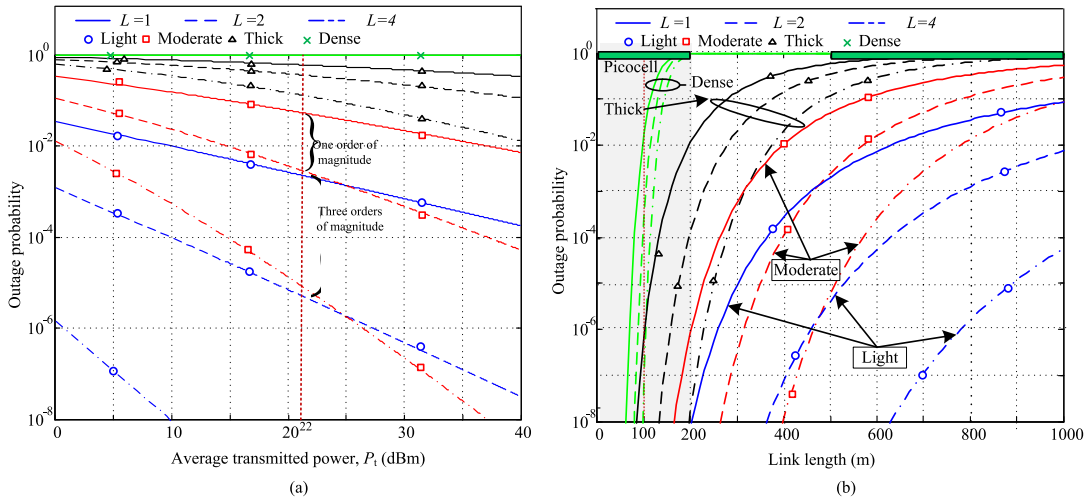 L=1 L=2 L=4
Light Moderate Thick Dense
10^0
10^-2
10^-4
10^-6
10^-8
Outage probability
One order of
magnitude
Three orders
of magnitude
0 10 20 22 30 40
Average transmitted power, P_t (dBm)
(a)
L=1 L=2 L=4
Light Moderate Thick Dense
10^0
10^-2
10^-4
10^-6
10^-8
Outage probability
Picocell
Dense
Thick
Moderate
Light
0 100 200 400 600 800 1000
Link length (m)
(b)